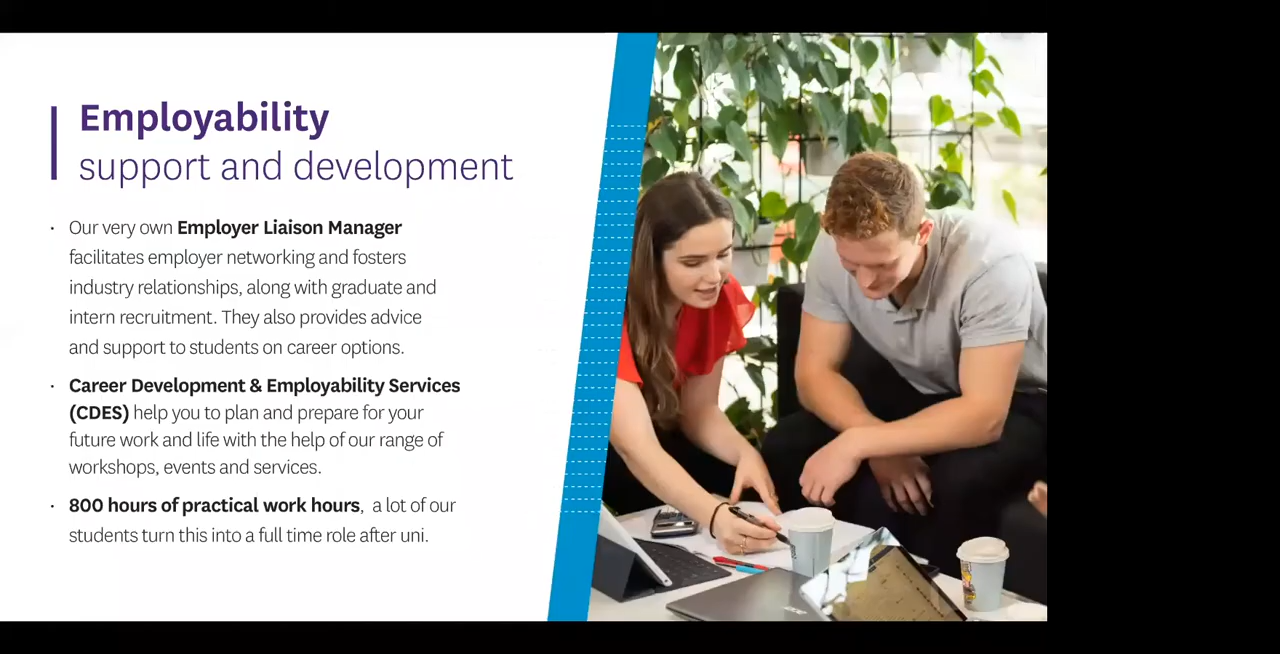 Employability
support and development
· Our very own Employer Liaison Manager
facilitates employer networking and fosters
industry relationships, along with graduate and
intern recruitment. They also provides advice
and support to students on career options.
· Career Development & Employability Services
(CDES) help you to plan and prepare for your
future work and life with the help of our range of
workshops, events and services.
· 800 hours of practical work hours, a lot of our
students turn this into a full time role after uni.
acer